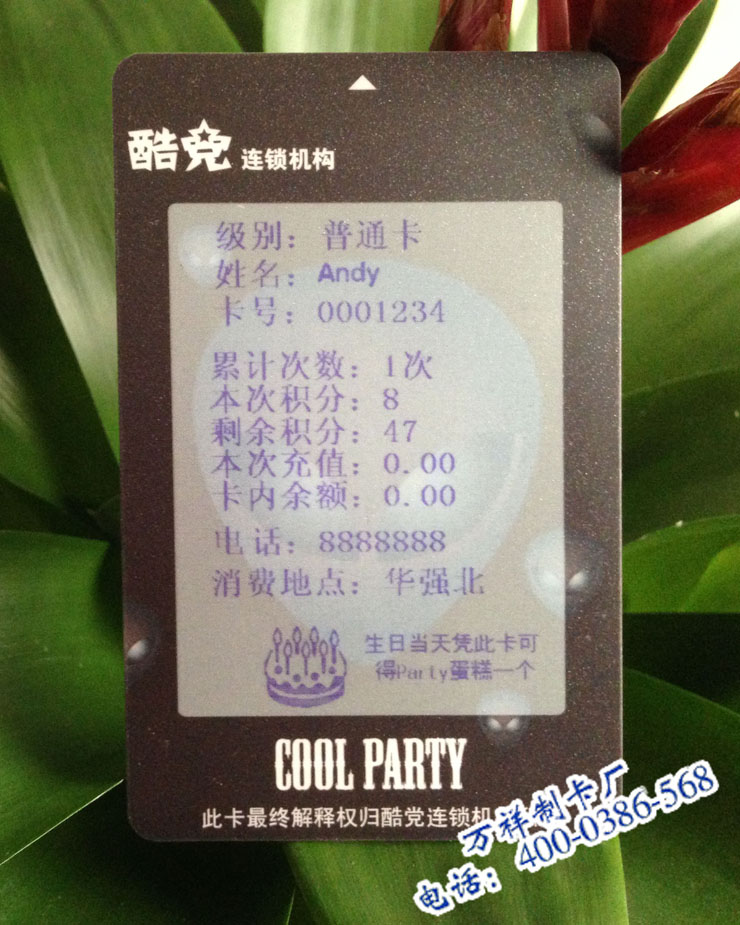 酷党 连锁机构
级别：普通卡
姓名：Andy
卡号：0001234
累计次数：1次
本次积分：8
剩余积分：47
本次充值：0.00
卡内余额：0.00
电话：8888888
消费地点：华强北
生日当天凭此卡可
得Party蛋糕一个
COOL PARTY
此卡最终解释权归酷党连锁机
万祥制卡厂
电话：400-0386-568